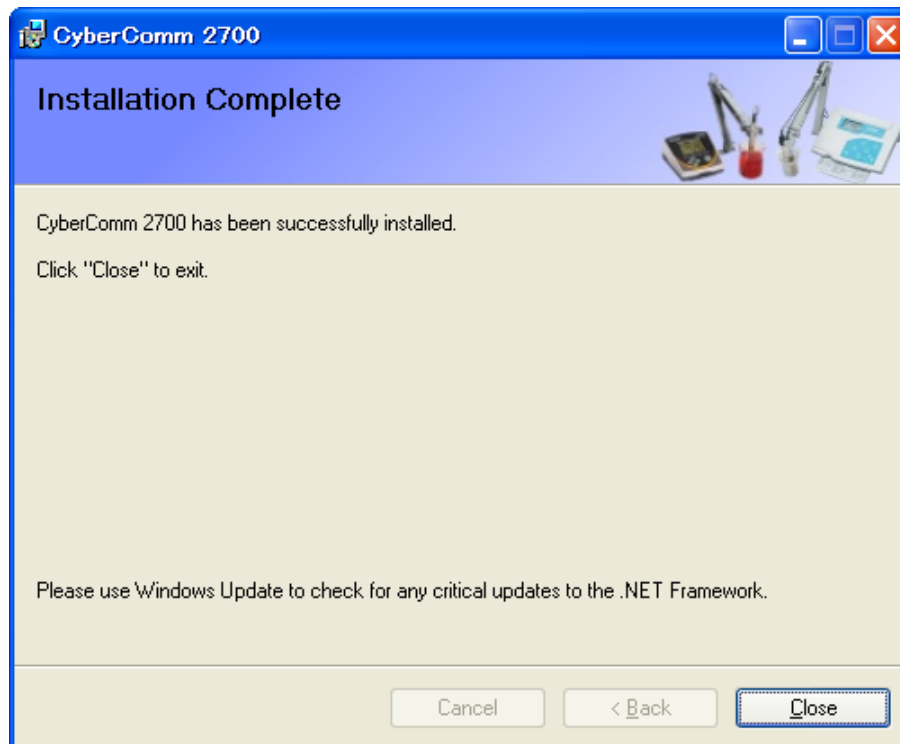 CyberComm 2700
Installation Complete
CyberComm 2700 has been successfully installed.
Click "Close" to exit.
Please use Windows Update to check for any critical updates to the .NET Framework.
Cancel
< Back
Close